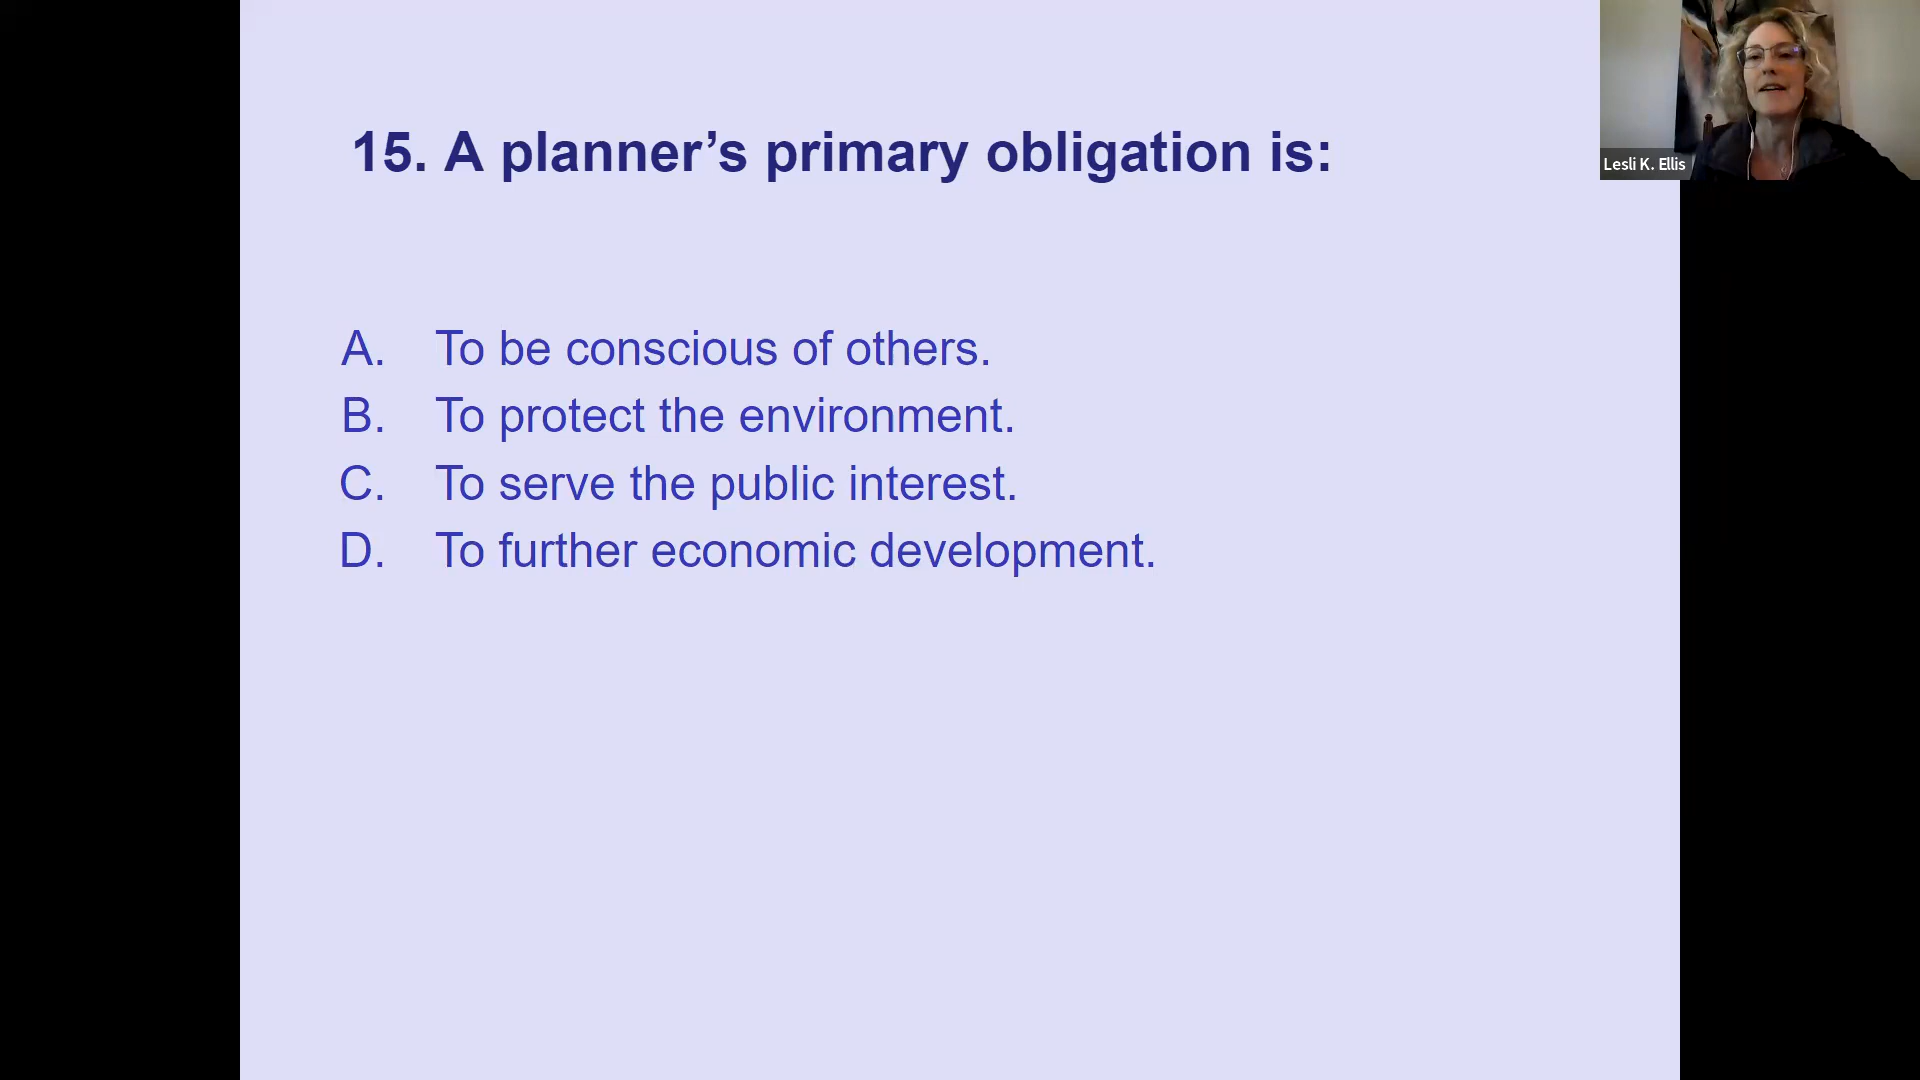 15. A planner’s primary obligation is:
A. To be conscious of others.
B. To protect the environment.
C. To serve the public interest.
D. To further economic development.
Lesli K. Ellis